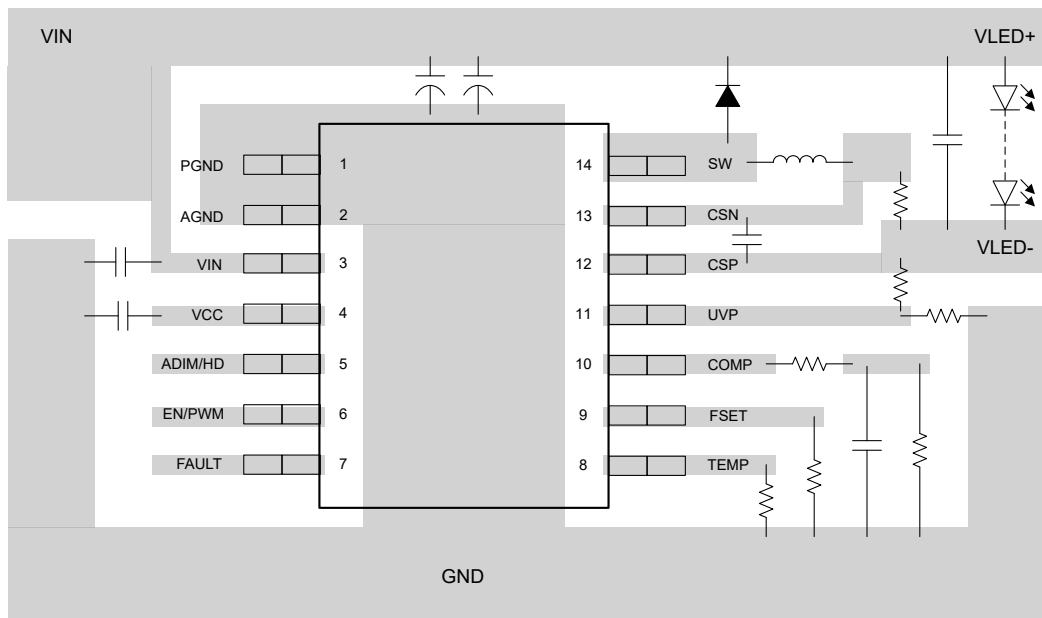 VIN
VLED+
PGND 1 14 SW
AGND 2 13 CSN
VLED-
VIN 3 12 CSP
VCC 4 11 UVP
ADIM/HD 5 10 COMP
EN/PWM 6 9 FSET
FAULT 7 8 TEMP
GND